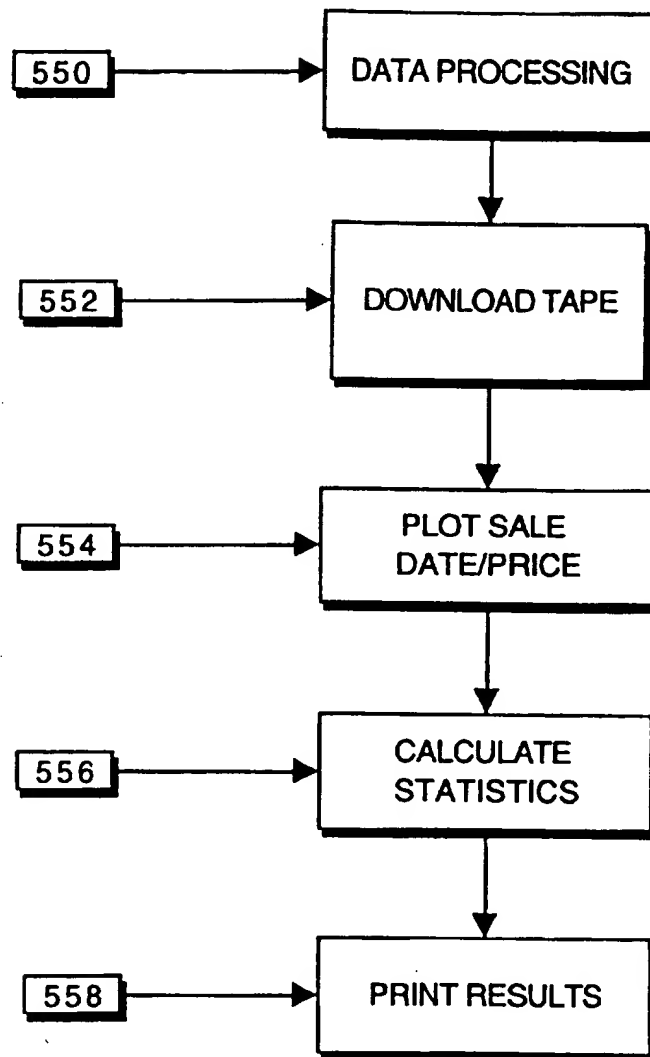 550
DATA PROCESSING
552
DOWNLOAD TAPE
554
PLOT SALE
DATE/PRICE
556
CALCULATE
STATISTICS
558
PRINT RESULTS